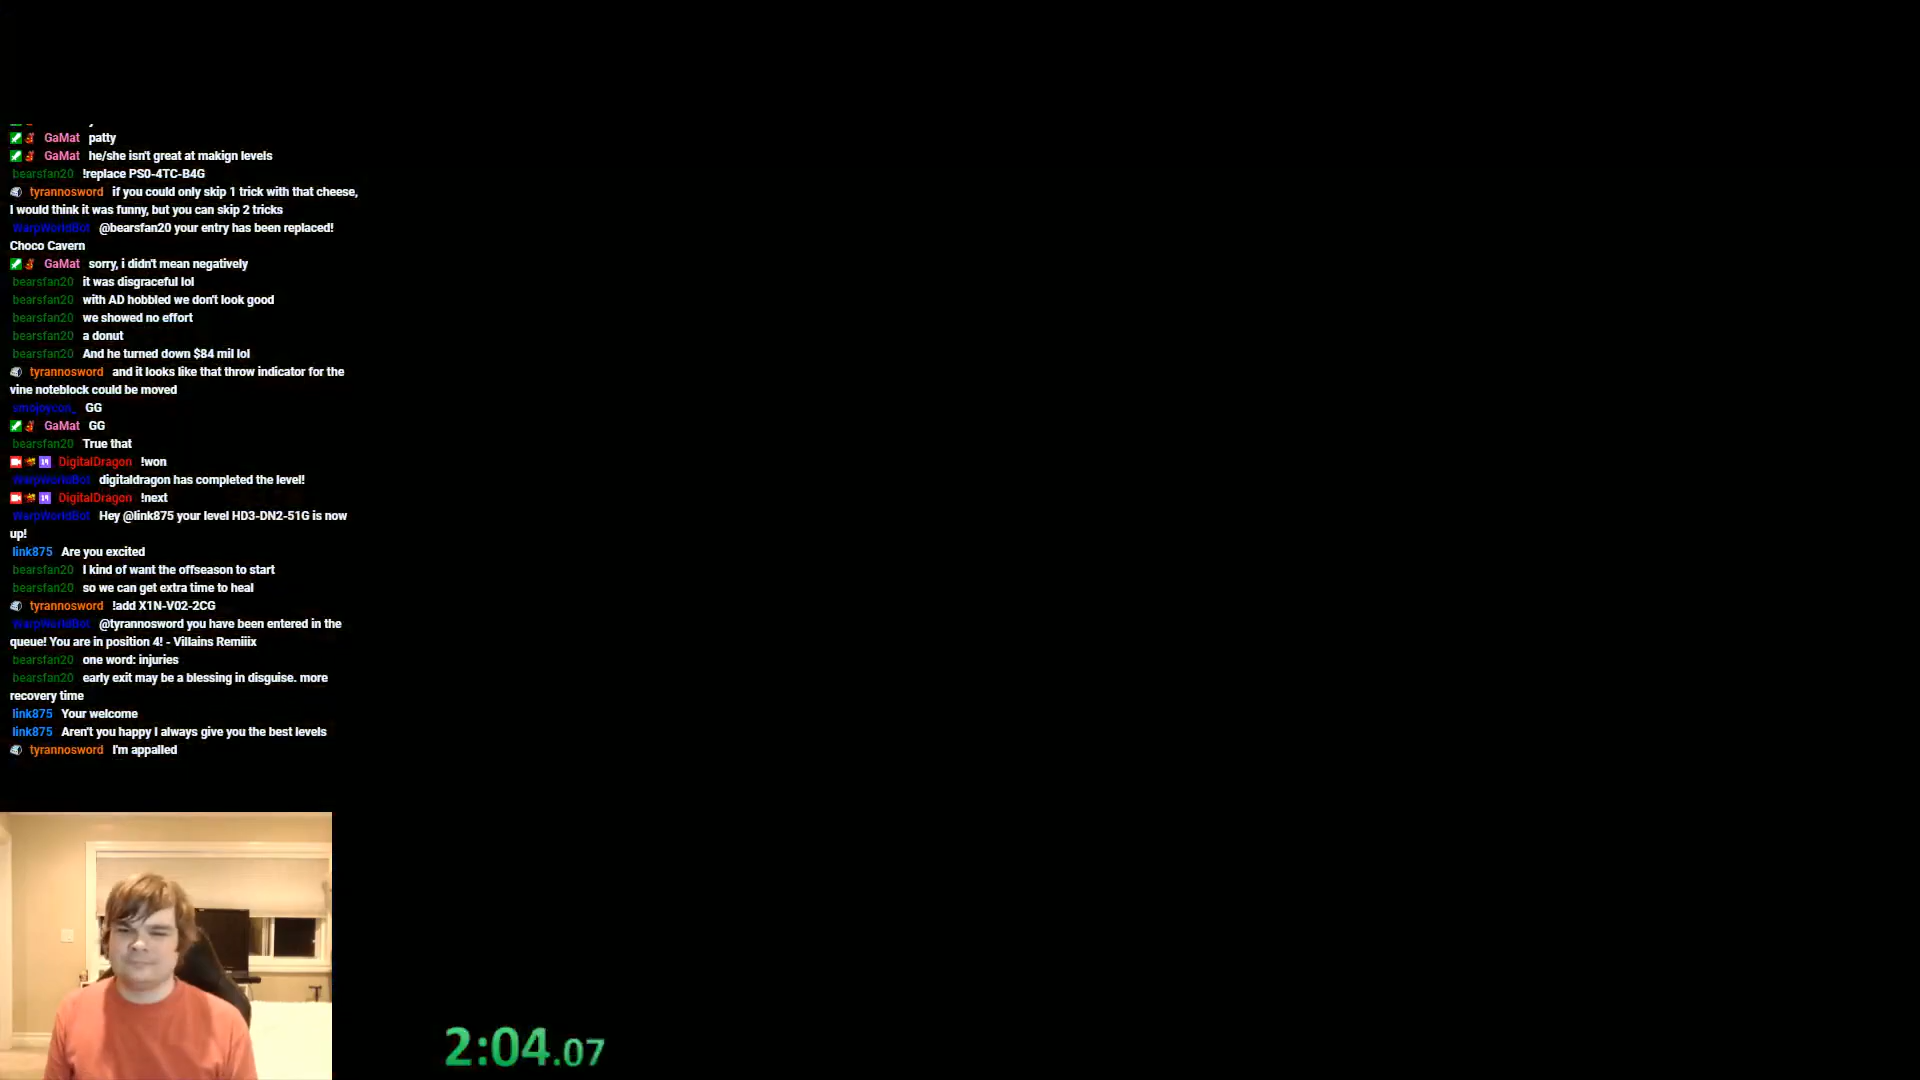 GaMat patty
GaMat he/she isn't great at makign levels
bearsfan20 !replace PS0-4TC-B4G
tyrannosword if you could only skip 1 trick with that cheese,
I would think it was funny, but you can skip 2 tricks
WarpWorldBot @bearsfan20 your entry has been replaced!
Choco Cavern
GaMat sorry, i didn't mean negatively
bearsfan20 it was disgraceful lol
bearsfan20 with AD hobbled we don't look good
bearsfan20 we showed no effort
bearsfan20 a donut
bearsfan20 And he turned down $84 mil lol
tyrannosword and it looks like that throw indicator for the
vine noteblock could be moved
smojoycon_ GG
GaMat GG
bearsfan20 True that
DigitalDragon !won
WarpWorldBot digitaldragon has completed the level!
DigitalDragon !next
WarpWorldBot Hey @link875 your level HD3-DN2-51G is now
up!
link875 Are you excited
bearsfan20 I kind of want the offseason to start
bearsfan20 so we can get extra time to heal
tyrannosword !add X1N-V02-2CG
WarpWorldBot @tyrannosword you have been entered in the
queue! You are in position 4! - Villains Remiiix
bearsfan20 one word: injuries
bearsfan20 early exit may be a blessing in disguise. more
recovery time
link875 Your welcome
link875 Aren't you happy I always give you the best levels
tyrannosword I'm appalled
2:04.07